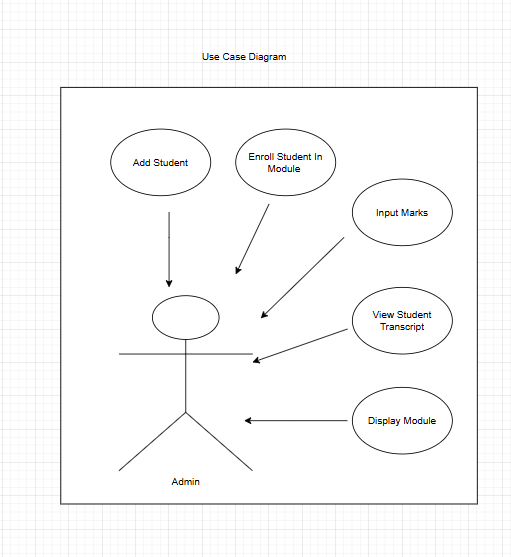 Use Case Diagram
Add Student
Enroll Student In
Module
Input Marks
View Student
Transcript
Display Module
Admin